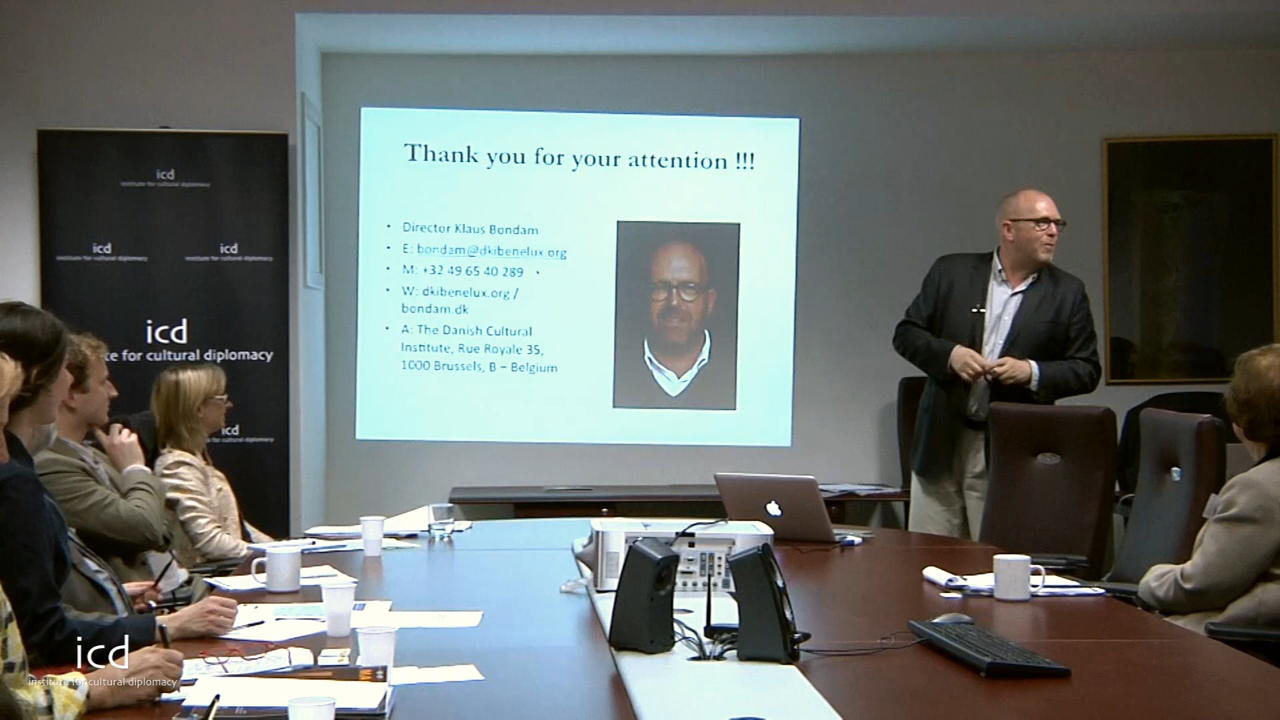 Thank you for your attention !!!
• Director Klaus Bondam
• E: bondam@dkibenelux.org
• M: +32 49 65 40 289
• W: dkibenelux.org /
bondam.dk
• A: The Danish Cultural
Institute, Rue Royale 35,
1000 Brussels, B – Belgium
icd
institute for cultural diplomacy
icd
institute for cultural diplomacy
icd
institute for cultural diplomacy
icd
te for cultural diplomacy
icd
institute for cultural diplomacy